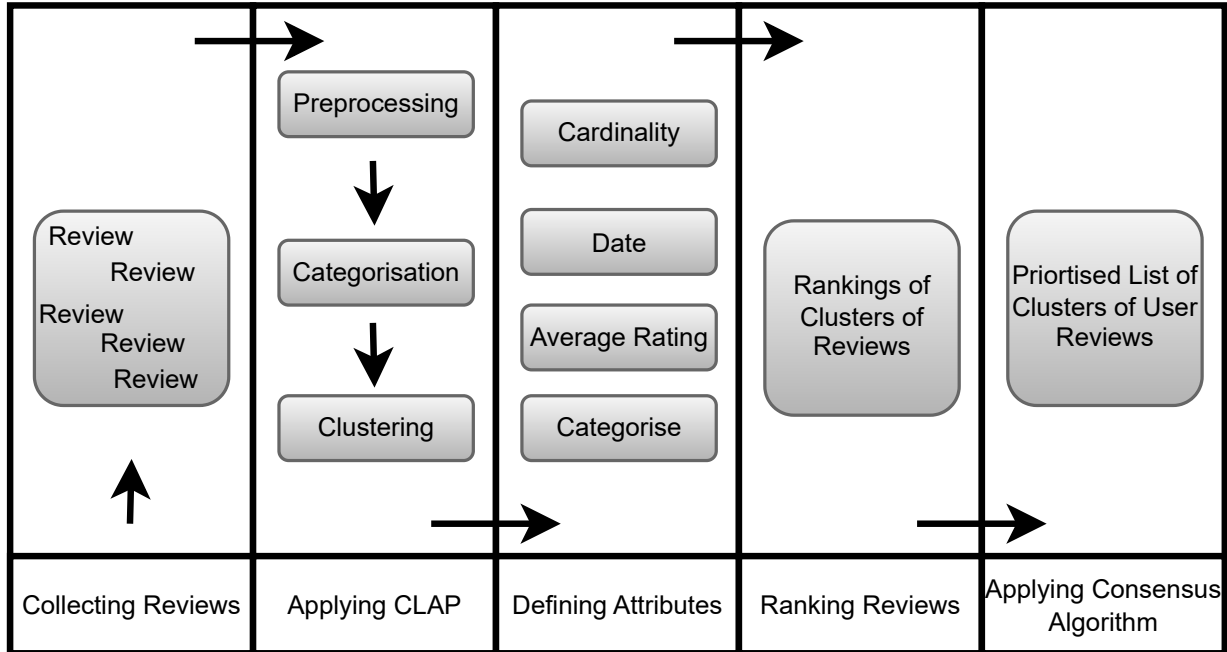 Review
Review
Review
Review
Review
Collecting Reviews
Preprocessing
Categorisation
Clustering
Applying CLAP
Cardinality
Date
Average Rating
Categorise
Defining Attributes
Rankings of
Clusters of
Reviews
Ranking Reviews
Priortised List of
Clusters of User
Reviews
Applying Consensus
Algorithm